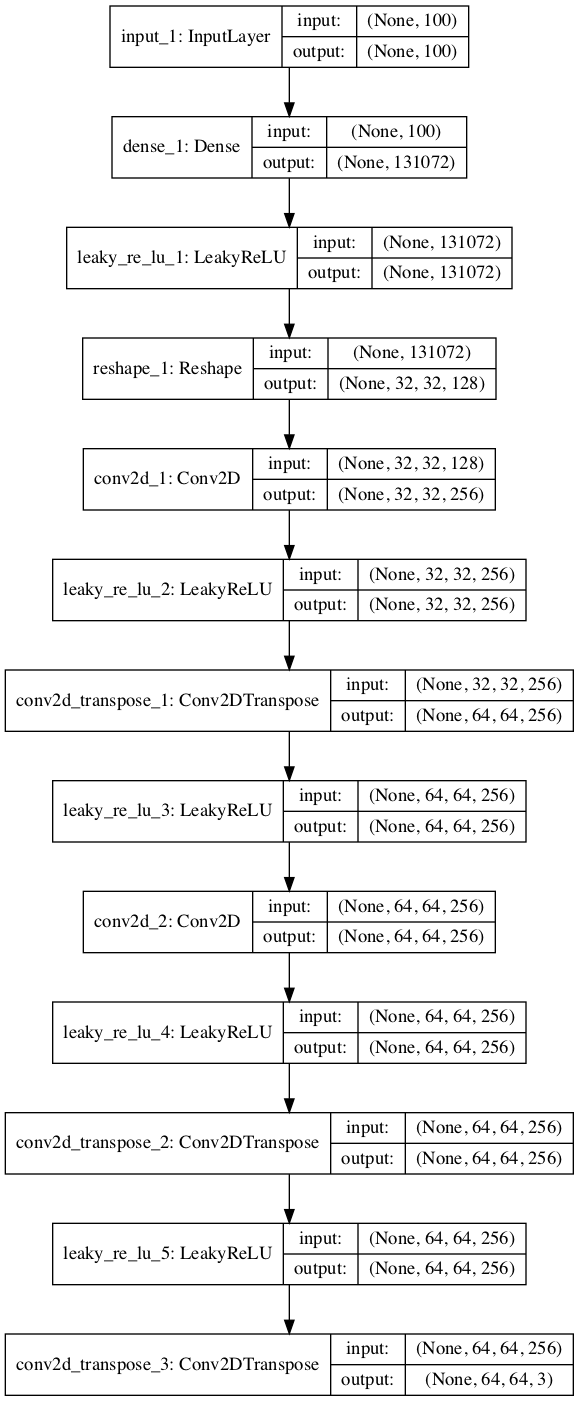 input_1: InputLayer
input: (None, 100)
output: (None, 100)
dense_1: Dense
input: (None, 100)
output: (None, 131072)
leaky_re_lu_1: LeakyReLU
input: (None, 131072)
output: (None, 131072)
reshape_1: Reshape
input: (None, 131072)
output: (None, 32, 32, 128)
conv2d_1: Conv2D
input: (None, 32, 32, 128)
output: (None, 32, 32, 256)
leaky_re_lu_2: LeakyReLU
input: (None, 32, 32, 256)
output: (None, 32, 32, 256)
conv2d_transpose_1: Conv2DTranspose
input: (None, 32, 32, 256)
output: (None, 64, 64, 256)
leaky_re_lu_3: LeakyReLU
input: (None, 64, 64, 256)
output: (None, 64, 64, 256)
conv2d_2: Conv2D
input: (None, 64, 64, 256)
output: (None, 64, 64, 256)
leaky_re_lu_4: LeakyReLU
input: (None, 64, 64, 256)
output: (None, 64, 64, 256)
conv2d_transpose_2: Conv2DTranspose
input: (None, 64, 64, 256)
output: (None, 64, 64, 256)
leaky_re_lu_5: LeakyReLU
input: (None, 64, 64, 256)
output: (None, 64, 64, 256)
conv2d_transpose_3: Conv2DTranspose
input: (None, 64, 64, 256)
output: (None, 64, 64, 3)